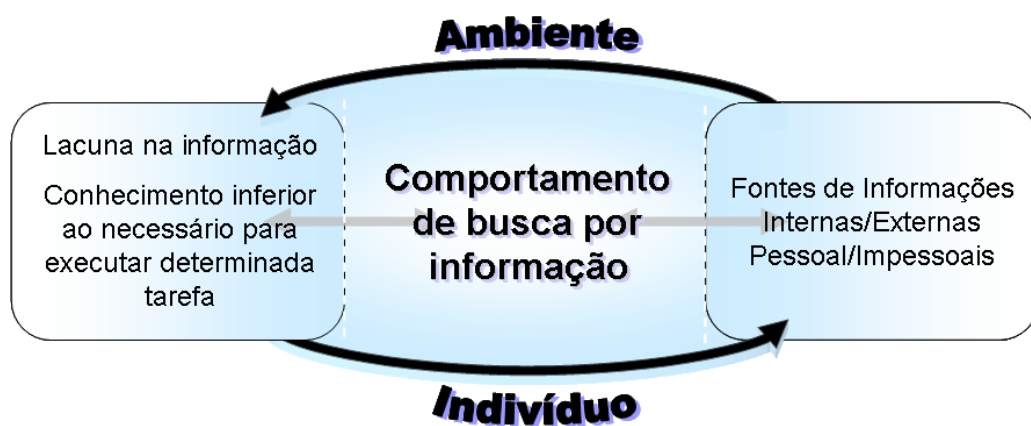 Ambiente
Lacuna na informação
Conhecimento inferior
ao necessário para
executar determinada
tarefa
Comportamento
de busca por
informação
Fontes de Informações
Internas/Externas
Pessoal/Impessoais
Indivíduo